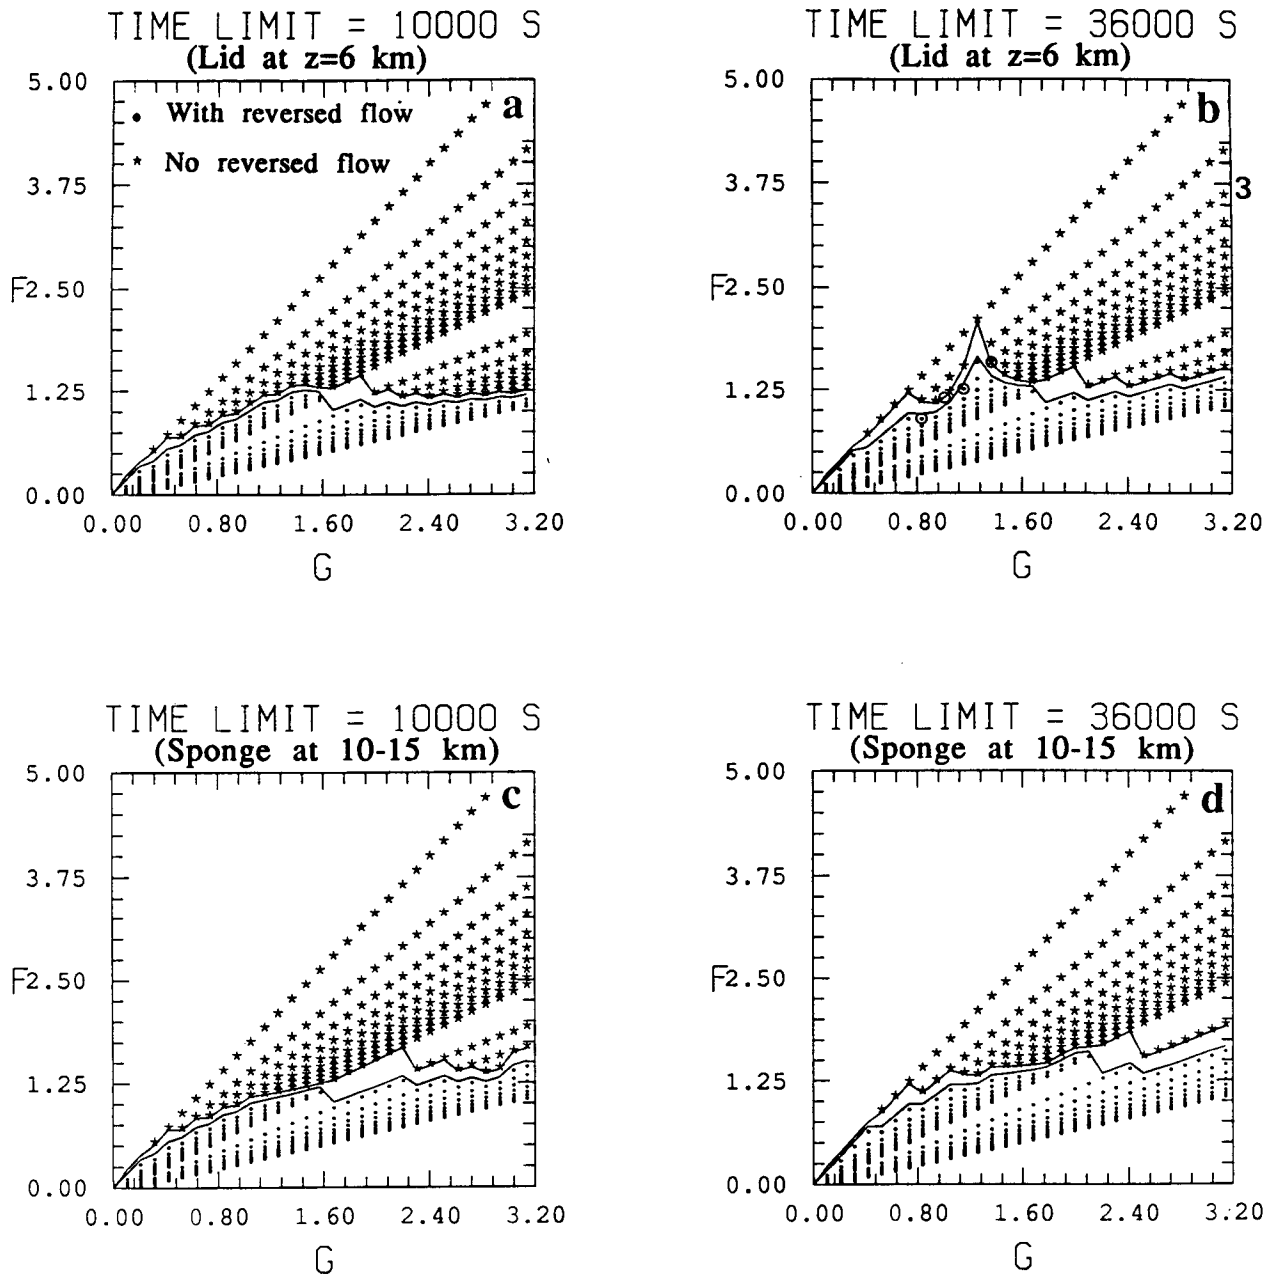 TIME LIMIT = 10000 S
(Lid at z=6 km)
a
With reversed flow
No reversed flow
5.00
3.75
2.50
1.25
0.00
F
0.00 0.80 1.60 2.40 3.20
G
TIME LIMIT = 36000 S
(Lid at z=6 km)
b
3
5.00
3.75
2.50
1.25
0.00
F
0.00 0.80 1.60 2.40 3.20
G
TIME LIMIT = 10000 S
(Sponge at 10-15 km)
c
5.00
3.75
2.50
1.25
0.00
F
0.00 0.80 1.60 2.40 3.20
G
TIME LIMIT = 36000 S
(Sponge at 10-15 km)
d
5.00
3.75
2.50
1.25
0.00
F
0.00 0.80 1.60 2.40 3.20
G